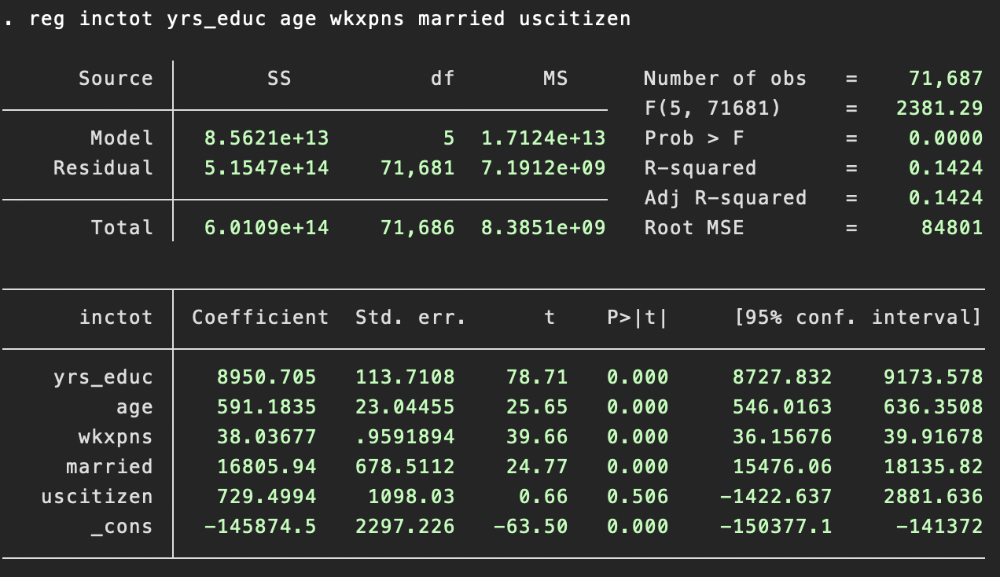 . reg inctot yrs_educ age wkxpns married uscitizen
Source SS df MS Number of obs = 71,687
F(5, 71681) = 2381.29
Model 8.5621e+13 5 1.7124e+13 Prob > F = 0.0000
Residual 5.1547e+14 71,681 7.1912e+09 R-squared = 0.1424
Adj R-squared = 0.1424
Total 6.0109e+14 71,686 8.3851e+09 Root MSE = 84801
inctot Coefficient Std. err. t P>|t| [95% conf. interval]
yrs_educ 8950.705 113.7108 78.71 0.000 8727.832 9173.578
age 591.1835 23.04455 25.65 0.000 546.0163 636.3508
wkxpns 38.03677 .9591894 39.66 0.000 36.15676 39.91678
married 16805.94 678.5112 24.77 0.000 15476.06 18135.82
uscitizen 729.4994 1098.03 0.66 0.506 -1422.637 2881.636
_cons -145874.5 2297.226 -63.50 0.000 -150377.1 -141372